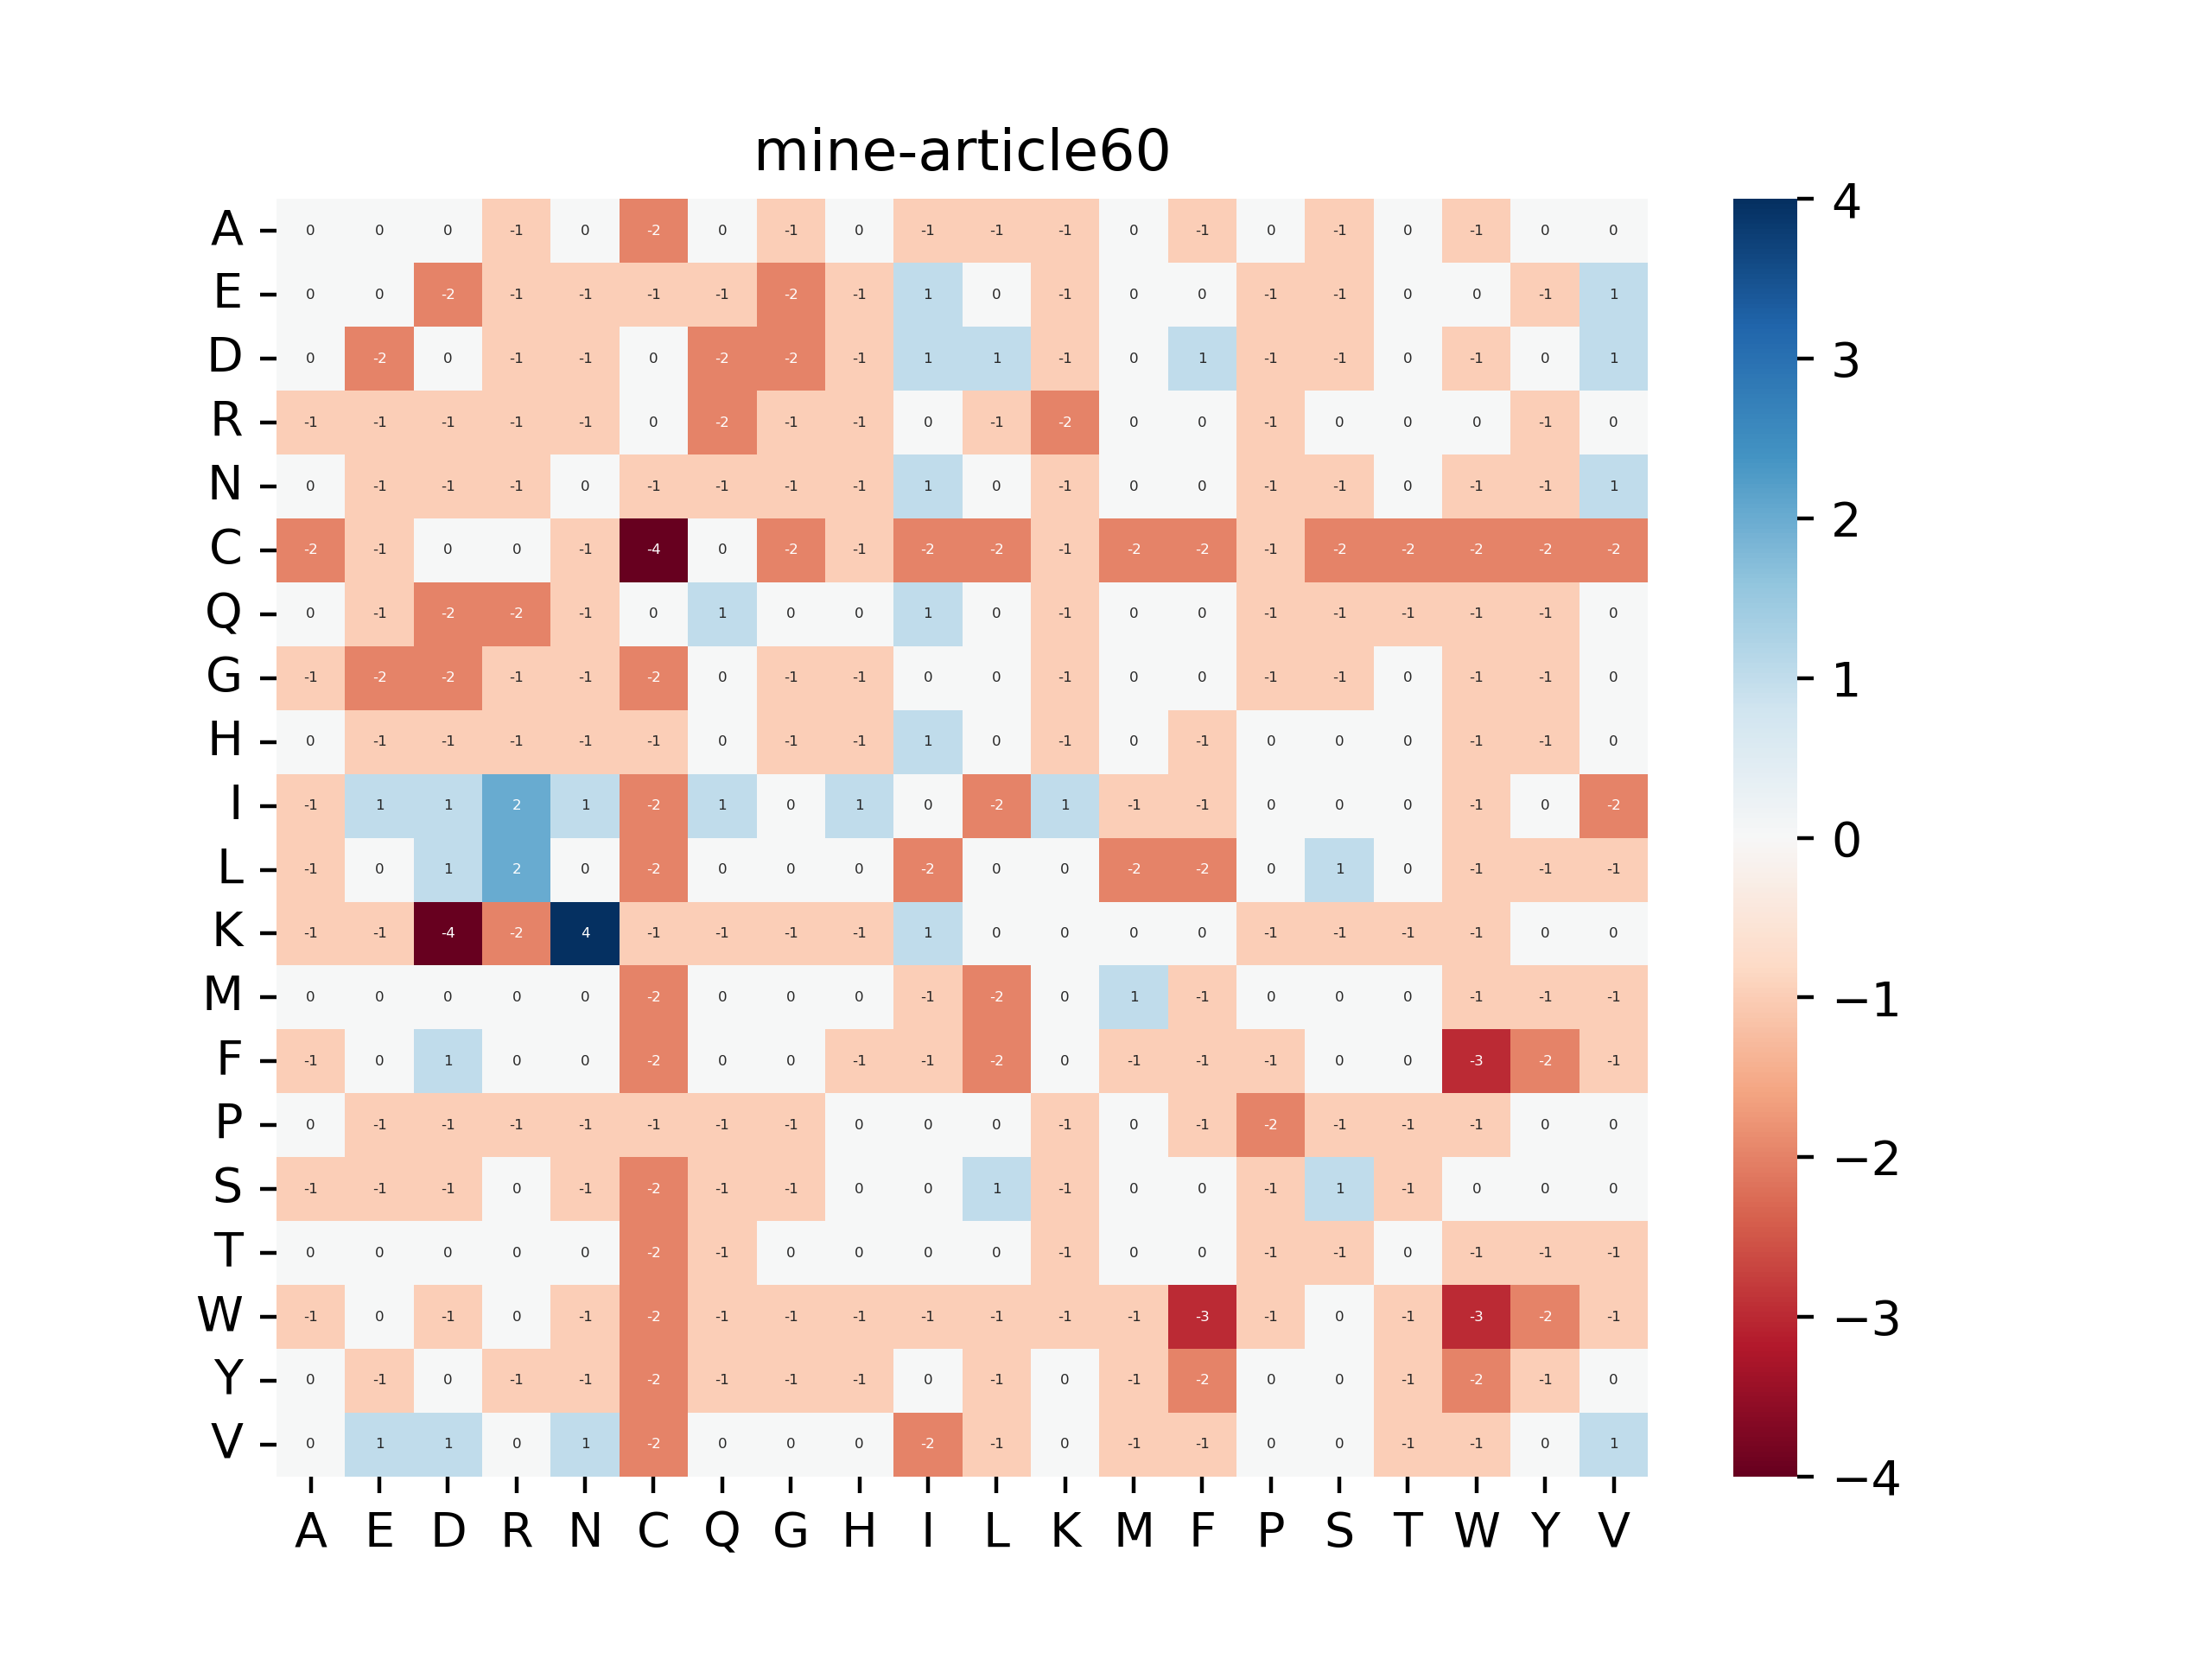 mine-article60
A 0 0 0 -1 0 -2 0 -1 0 -1 -1 -1 0 -1 0 -1 0 -1 0 0
E 0 0 -2 -1 -1 -1 -1 -2 -1 1 0 -1 0 0 -1 -1 0 0 -1 1
D 0 -2 0 -1 -1 0 -2 -2 -1 1 1 -1 0 1 -1 -1 0 -1 0 1
R -1 -1 -1 -1 -1 0 -2 -1 -1 0 -1 -2 0 0 -1 0 0 0 -1 0
N 0 -1 -1 -1 0 -1 -1 -1 -1 1 0 -1 0 0 -1 -1 0 -1 -1 1
C -2 -1 0 0 -1 -4 0 -2 -1 -2 -2 -1 -2 -2 -1 -2 -2 -2 -2 -2
Q 0 -1 -2 -2 -1 0 1 0 0 1 0 -1 0 0 -1 -1 -1 -1 -1 0
G -1 -2 -2 -1 -1 -2 0 -1 -1 0 0 -1 0 0 -1 -1 0 -1 -1 0
H 0 -1 -1 -1 -1 -1 0 -1 -1 1 0 -1 0 -1 0 0 0 -1 -1 0
I -1 1 1 2 1 -2 1 0 1 0 -2 1 -1 -1 0 0 0 -1 0 -2
L -1 0 1 2 0 -2 0 0 0 -2 0 0 -2 -2 0 1 0 -1 -1 -1
K -1 -1 -4 -2 4 -1 -1 -1 -1 1 0 0 0 0 -1 -1 -1 -1 0 0
M 0 0 0 0 0 -2 0 0 0 -1 -2 0 1 -1 0 0 0 -1 -1 -1
F -1 0 1 0 0 -2 0 0 -1 -1 -2 0 -1 -1 -1 0 0 -3 -2 -1
P 0 -1 -1 -1 -1 -1 -1 -1 0 0 0 -1 0 -1 -2 -1 -1 -1 0 0
S -1 -1 -1 0 -1 -2 -1 -1 0 0 1 -1 0 0 -1 1 -1 0 0 0
T 0 0 0 0 0 -2 -1 0 0 0 0 -1 0 0 -1 -1 0 -1 -1 -1
W -1 0 -1 0 -1 -2 -1 -1 -1 -1 -1 -1 -1 -3 -1 0 -1 -3 -2 -1
Y 0 -1 0 -1 -1 -2 -1 -1 -1 0 -1 0 -1 -2 0 0 -1 -2 -1 0
V 0 1 1 0 1 -2 0 0 0 -2 -1 0 -1 -1 0 0 -1 -1 0 1
A E D R N C Q G H I L K M F P S T W Y V
4
3
2
1
0
−1
−2
−3
−4